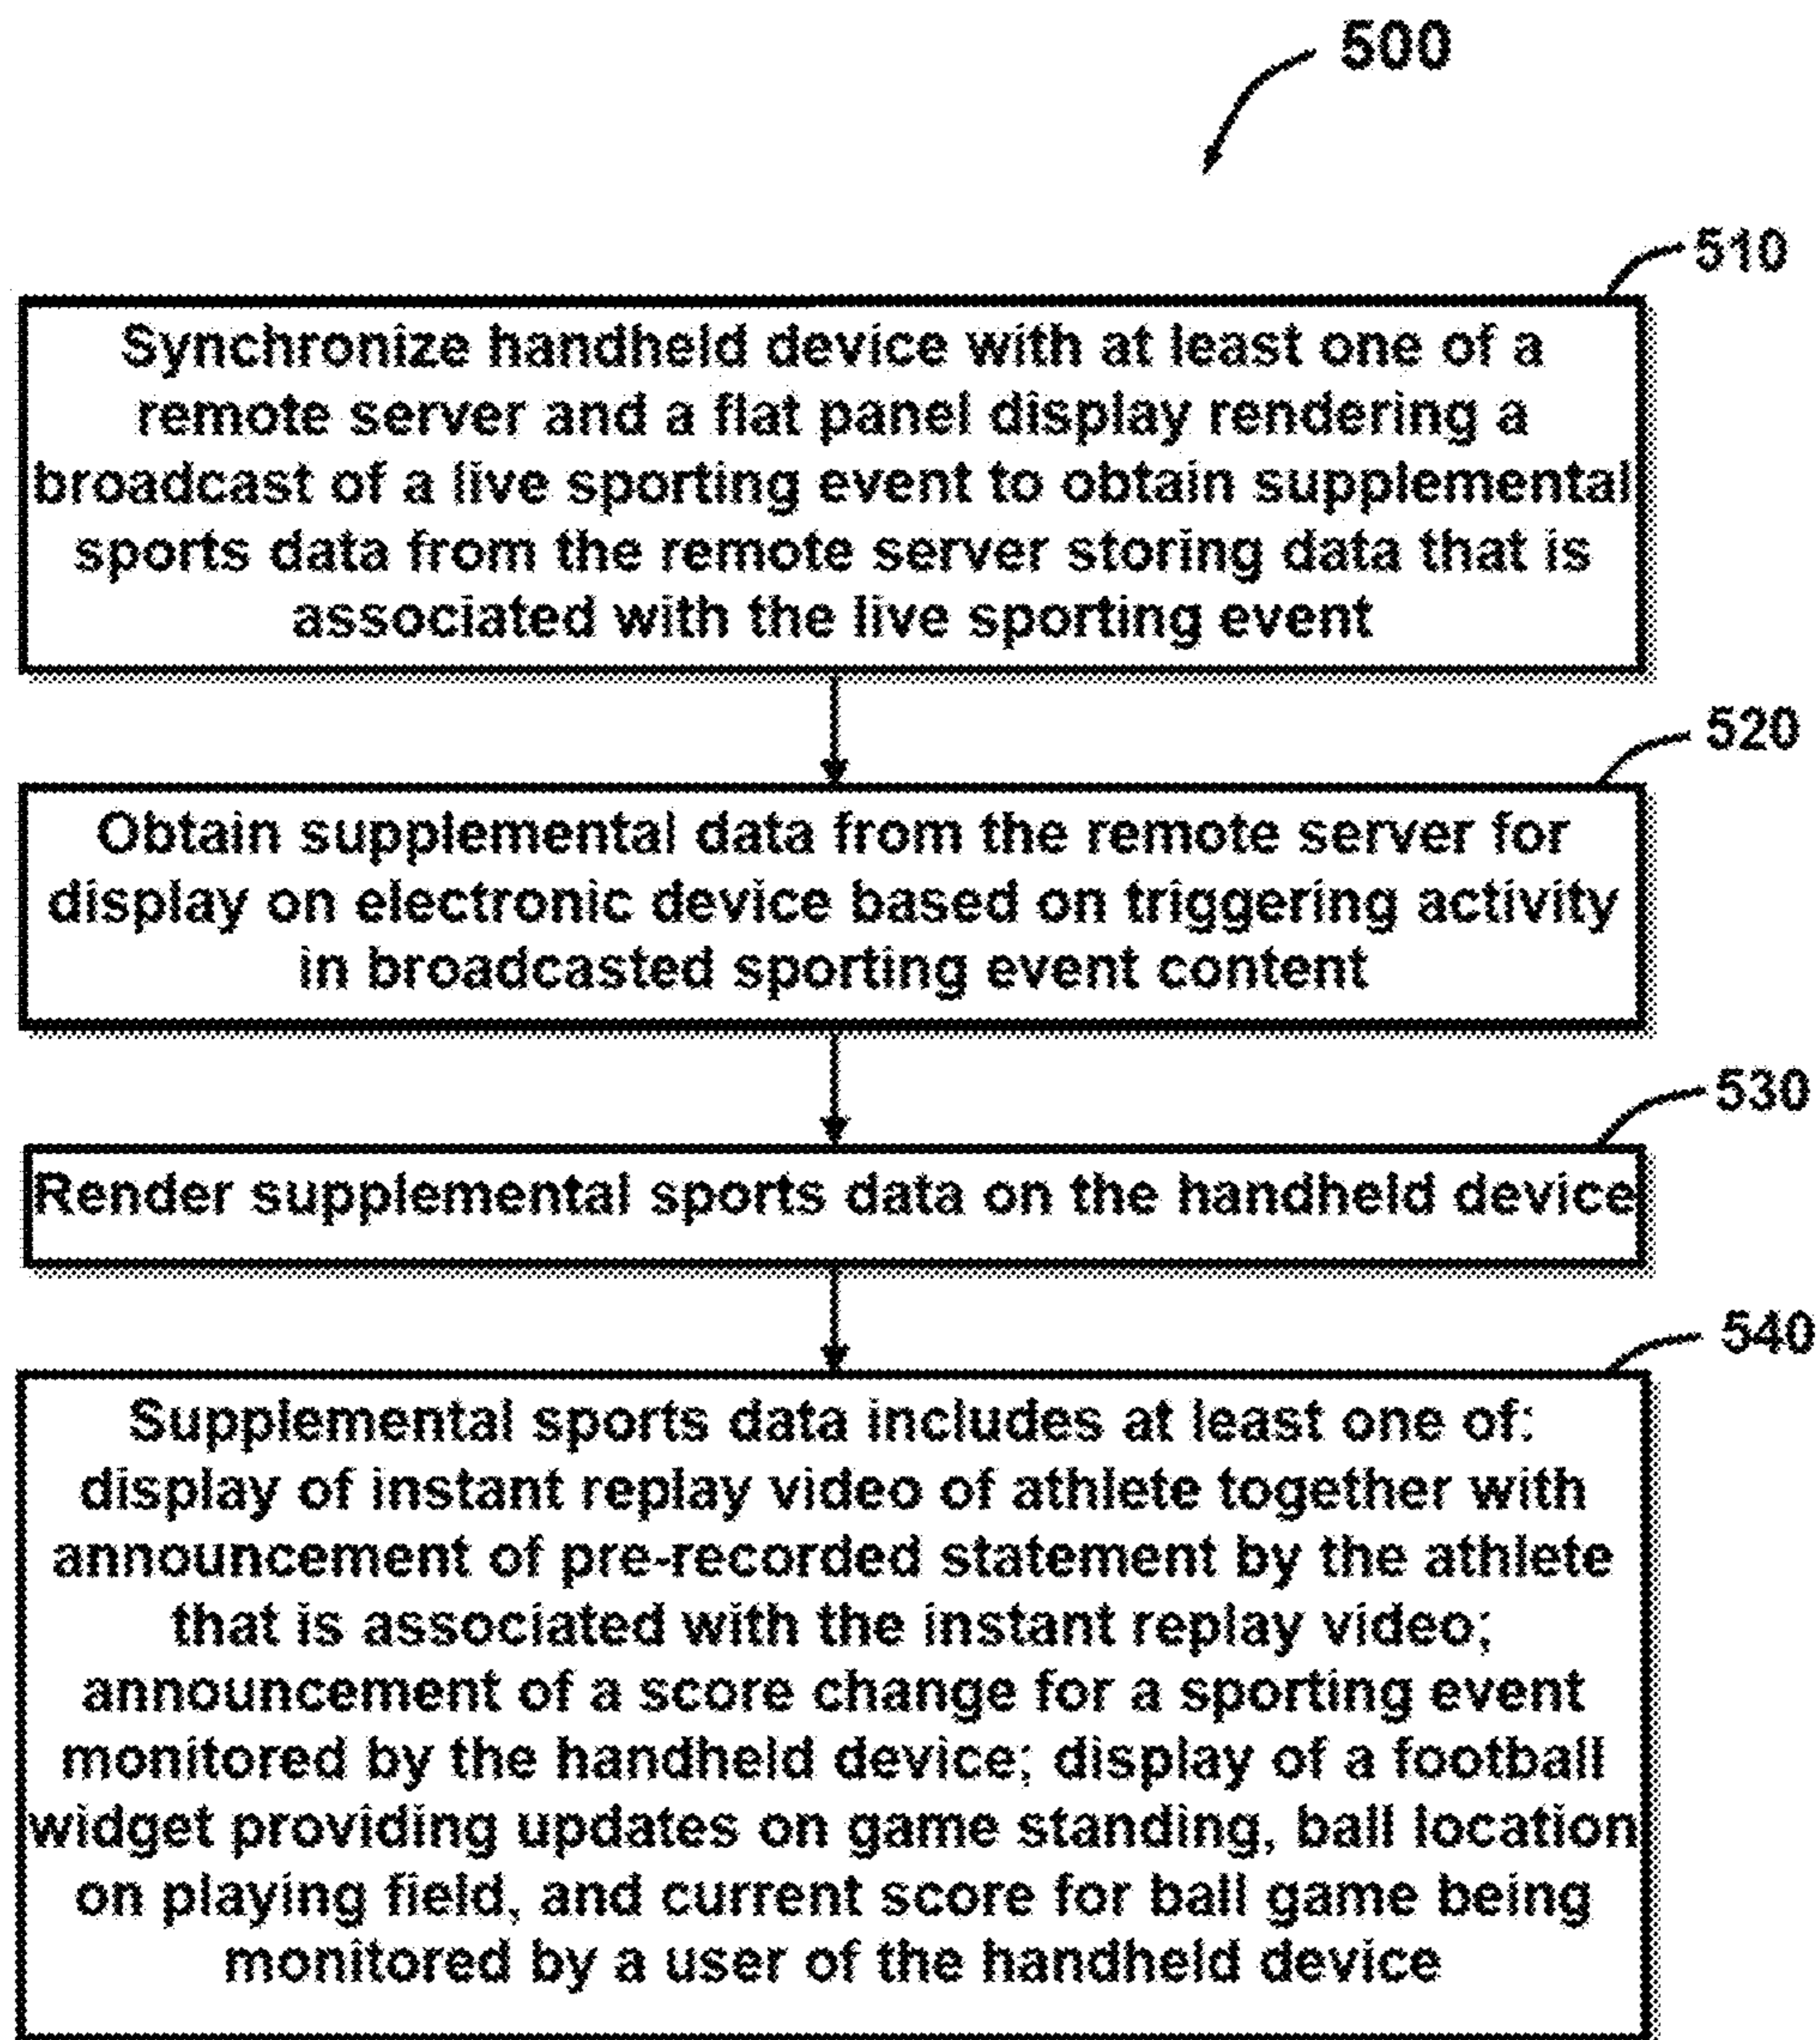 500
510
Synchronize handheld device with at least one of a
remote server and a flat panel display rendering a
broadcast of a live sporting event to obtain supplemental
sports data from the remote server storing data that is
associated with the live sporting event
520
Obtain supplemental data from the remote server for
display on electronic device based on triggering activity
in broadcasted sporting event content
530
Render supplemental sports data on the handheld device
540
Supplemental sports data includes at least one of:
display of instant replay video of athlete together with
announcement of pre-recorded statement by the athlete
that is associated with the instant replay video;
announcement of a score change for a sporting event
monitored by the handheld device; display of a football
widget providing updates on game standing, ball location
on playing field, and current score for ball game being
monitored by a user of the handheld device